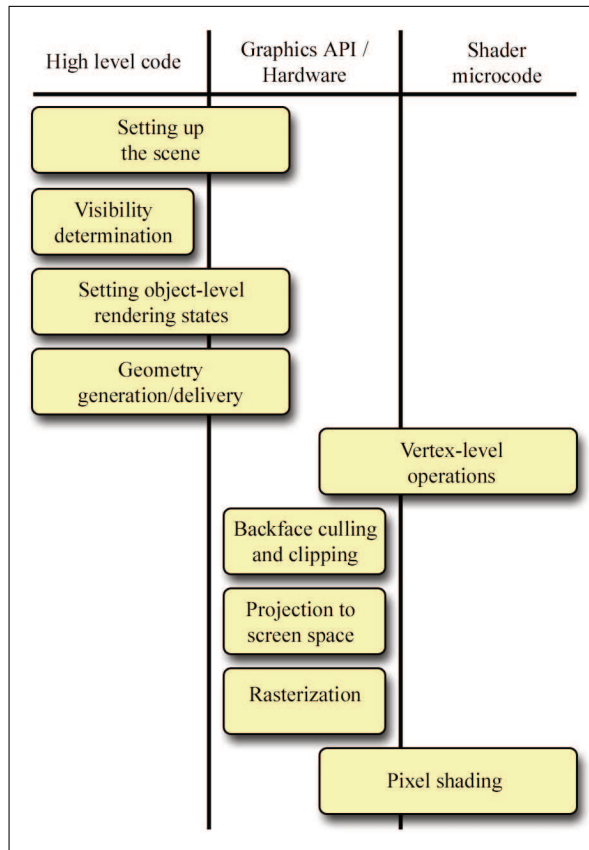 High level code
Graphics API /
Hardware
Shader
microcode
Setting up
the scene
Visibility
determination
Setting object-level
rendering states
Geometry
generation/delivery
Vertex-level
operations
Backface culling
and clipping
Projection to
screen space
Rasterization
Pixel shading